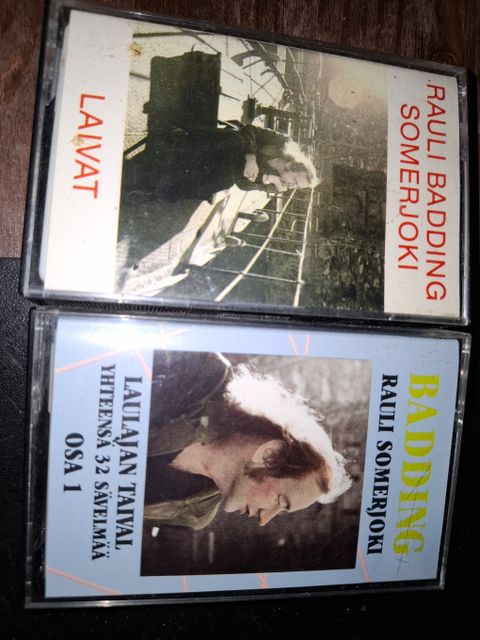 RAULI BADDING
SOMERJOKI
LAIVAT
BADDING
RAULI SOMERJOKI
LAULAJAN TAIVAL
YHTEENSÄ 32 SÄVELMÄÄ
OSA 1